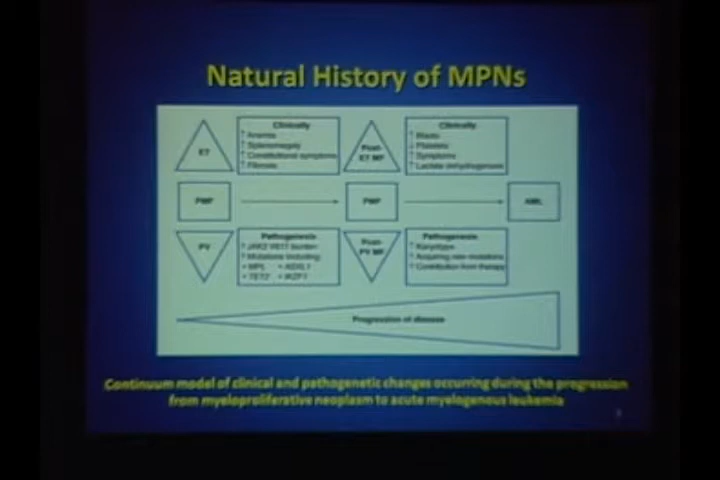 Natural History of MPNs
ET
Clinically
↑ Anemia
↑ Splenomegaly
↑ Constitutional symptoms
↑ Fibrosis
Post-
ET MF
Clinically
↑ Blasts
↓ Platelets
↑ Symptoms
↑ Lactate dehydrogenase
PMF
PMF
AML
PV
Pathogenesis
↑ JAK2 V617 burden
↑ Mutations including
• MPL • ASXL1
• TET2 • IKZF1
Post-
PV MF
Pathogenesis
↑ Karyotype
↑ Acquiring new mutations
↑ Contribution from therapy
Progression of disease
Continuum model of clinical and pathogenetic changes occurring during the progression
from myeloproliferative neoplasm to acute myelogenous leukemia